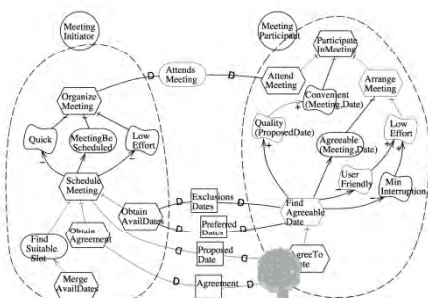 Meeting
Initiator
Meeting
Participant
Participate
InMeeting
D
Attends
Meeting
D
Attend
Meeting
Arrange
Meeting
Organize
Meeting
Convenient
(Meeting,Date)
Quality
(ProposedDate)
Low
Effort
Quick
MeetingBe
Scheduled
Low
Effort
Agreeable
(Meeting,Date)
User
Friendly
Min
Interruption
Schedule
Meeting
D
Exclusions
Dates
D
Find
Agreeable
Date
Obtain
AvailDates
D
Preferred
Dates
D
Obtain
Agreement
Find
Suitable
Slot
D
Proposed
Date
D
Merge
AvailDates
D
Agreement
D